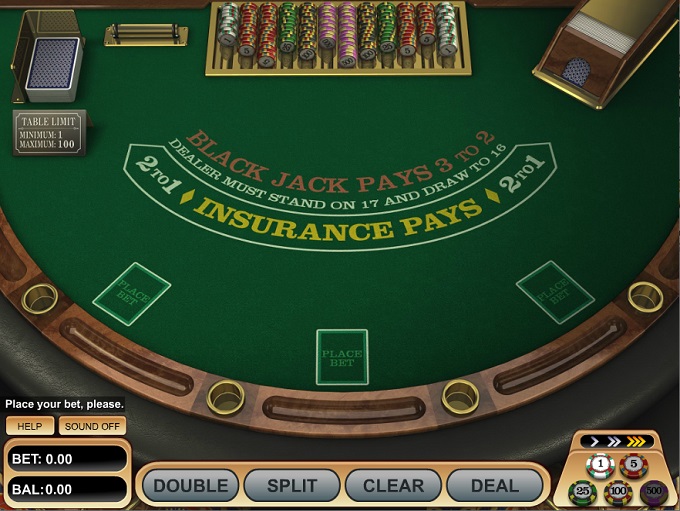 TABLE LIMIT
MINIMUM: 1
MAXIMUM: 100
BLACK JACK PAYS 3 TO 2
DEALER MUST STAND ON 17 AND DRAW TO 16
2 TO 1 INSURANCE PAYS 2 TO 1
PLACE BET
PLACE BET
PLACE BET
Place your bet, please.
HELP SOUND OFF
BET: 0.00
BAL: 0.00
DOUBLE SPLIT CLEAR DEAL
1 5
25 100 500